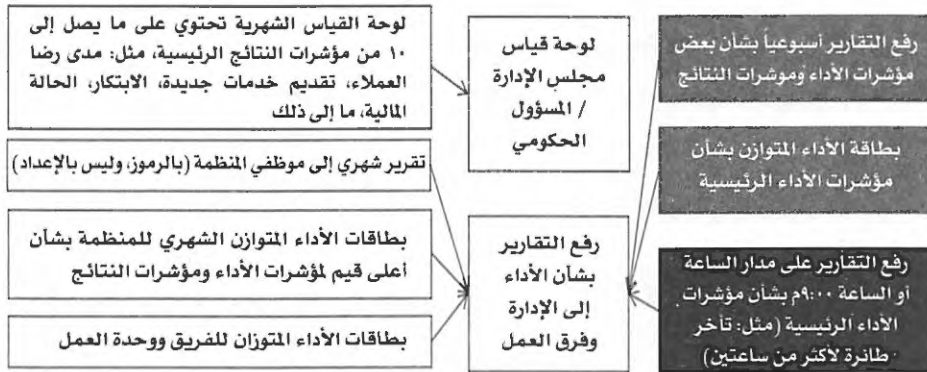 رفع التقارير أسبوعياً بشأن بعض
مؤشرات الأداء وموشرات النتائج
بطاقة الأداء المتوازن بشأن
مؤشرات الأداء الرئيسية
رفع التقارير على مدار الساعة
أو الساعة ٩:٠٠م بشأن مؤشرات
الأداء الرئيسية (مثل: تأخر
طائرة لأكثر من ساعتين)
لوحة قياس
مجلس الإدارة
/ المسؤول
الحكومي
رفع التقارير
بشأن الأداء
إلى الإدارة
وفرق العمل
لوحة القياس الشهرية تحتوي على ما يصل إلى
١٠ من مؤشرات النتائج الرئيسية، مثل: مدى رضا
العملاء، تقديم خدمات جديدة، الابتكار، الحالة
المالية، ما إلى ذلك
تقرير شهري إلى موظفي المنظمة (بالرموز، وليس بالإعداد)
بطاقات الأداء المتوازن الشهري للمنظمة بشأن
أعلى قيم لمؤشرات الأداء ومؤشرات النتائج
بطاقات الأداء المتوزان للفريق ووحدة العمل